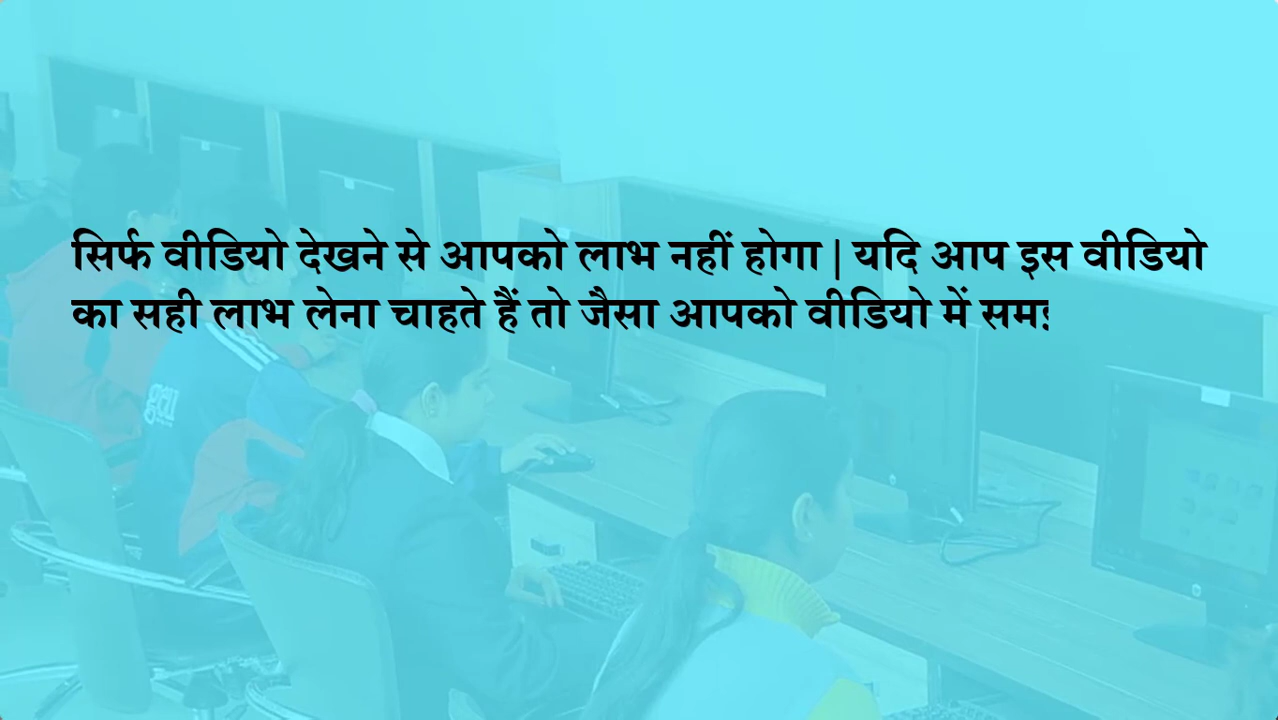 सिर्फ वीडियो देखने से आपको लाभ नहीं होगा | यदि आप इस वीडियो
का सही लाभ लेना चाहते हैं तो जैसा आपको वीडियो में